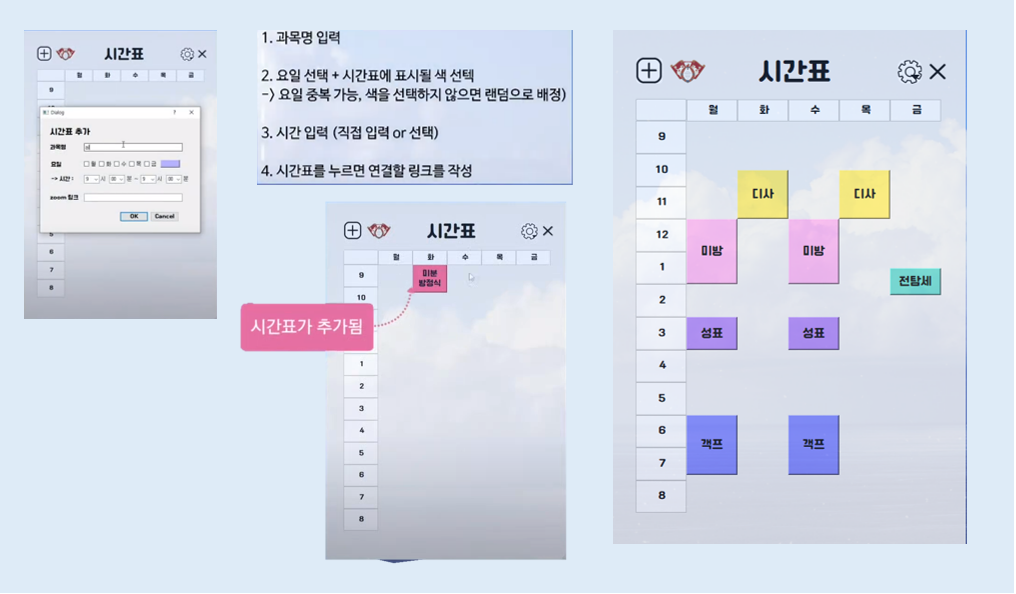 시간표
월 화 수 목 금
9
Dialog ? ×
시간표 추가
과목명
요일 월 화 수 목 금
-> 시간 : 9 시 00 분 ~ 9 시 00 분
zoom 링크
OK Cancel
5
6
7
8
1. 과목명 입력
2. 요일 선택 + 시간표에 표시될 색 선텍
-> 요일 중복 가능, 색을 선택하지 않으면 랜덤으로 배정)
3. 시간 입력 (직접 입력 or 선택)
4. 시간표를 누르면 연결할 링크를 작성
시간표
월 화 수 목 금
9 미분
방정식
10
시간표가 추가됨
1
2
3
4
5
6
7
8
시간표
월 화 수 목 금
9
10
디사 디사
11
12
미방 미방
1
전탐세
2
3 성표 성표
4
5
6
객프 객프
7
8